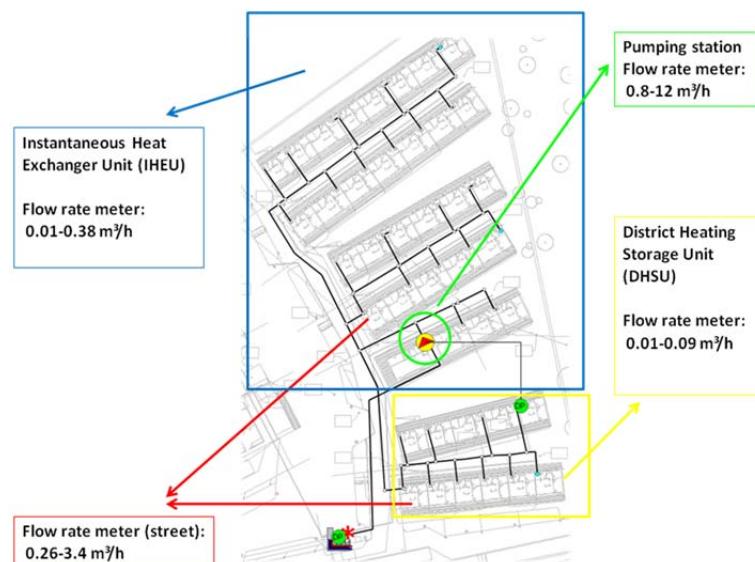 Pumping station
Flow rate meter:
0.8-12 m³/h
Instantaneous Heat
Exchanger Unit (IHEU)
Flow rate meter:
0.01-0.38 m³/h
District Heating
Storage Unit
(DHSU)
Flow rate meter:
0.01-0.09 m³/h
DP
Flow rate meter (street):
0.26-3.4 m³/h
DP